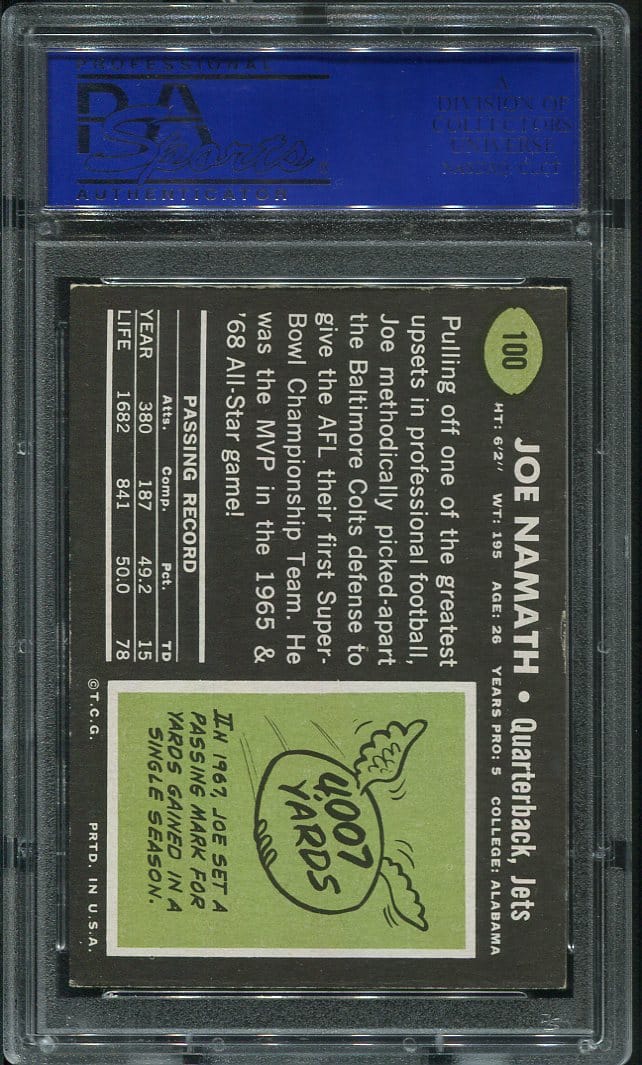 PROFESSIONAL
PSA
Sports
AUTHENTICATOR
A
DIVISION OF
COLLECTORS
UNIVERSE
100
JOE NAMATH • Quarterback, Jets
HT: 6'2" WT: 195 AGE: 26 YEARS PRO: 5 COLLEGE: ALABAMA
Pulling off one of the greatest
upsets in professional football,
Joe methodically picked-apart
the Baltimore Colts defense to
give the AFL their first Super-
Bowl Championship Team. He
was the MVP in the 1965 &
'68 All-Star game!
PASSING RECORD
Atts. Comp. Pct. TD
YEAR 380 187 49.2 15
LIFE 1682 841 50.0 78
4,007
YARDS
IN 1967, JOE SET A
PASSING MARK FOR
YARDS GAINED IN A
SINGLE SEASON.
©T.C.G. PRTD. IN U.S.A.